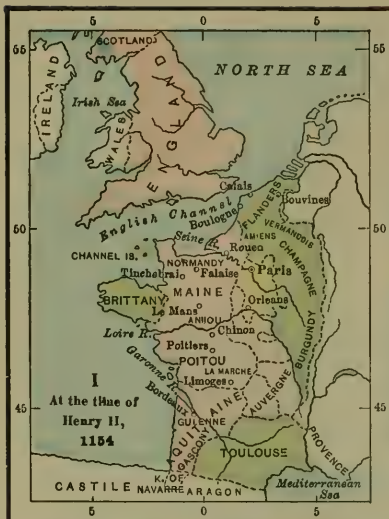 5 0 5
55 55
SCOTLAND
NORTH SEA
IRELAND
Irish Sea
ENGLAND
WALES
Calais
50 50
English Channel
Boulogne
FLANDERS
Bouvines
VERMANDOIS
AMIENS
Seine R.
Rouen
CHANNEL IS.
NORMANDY
CHAMPAGNE
Tinchebrai
Falaise
Paris
BRITTANY
MAINE
Le Mans
Orleans
ANJOU
BURGUNDY
Loire R.
Chinon
Poitiers
POITOU
Garonne R.
LA MARCHE
Limoges
I
At the time of
Henry II,
1154
Bordeaux
AQUITAINE
AUVERGNE
45 45
GUIENNE
GASCONY
TOULOUSE
PROVENCE
K. OF
NAVARRE
CASTILE
ARAGON
Mediterranean
Sea
5 0 5